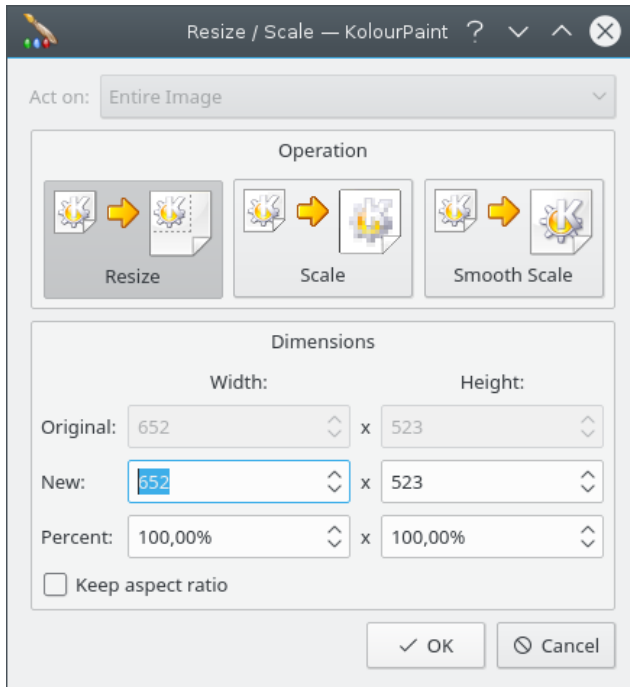 Resize / Scale — KolourPaint
Act on: Entire Image
Operation
Resize Scale Smooth Scale
Dimensions
Width: Height:
Original: 652 x 523
New: 652 x 523
Percent: 100,00% x 100,00%
Keep aspect ratio
OK Cancel